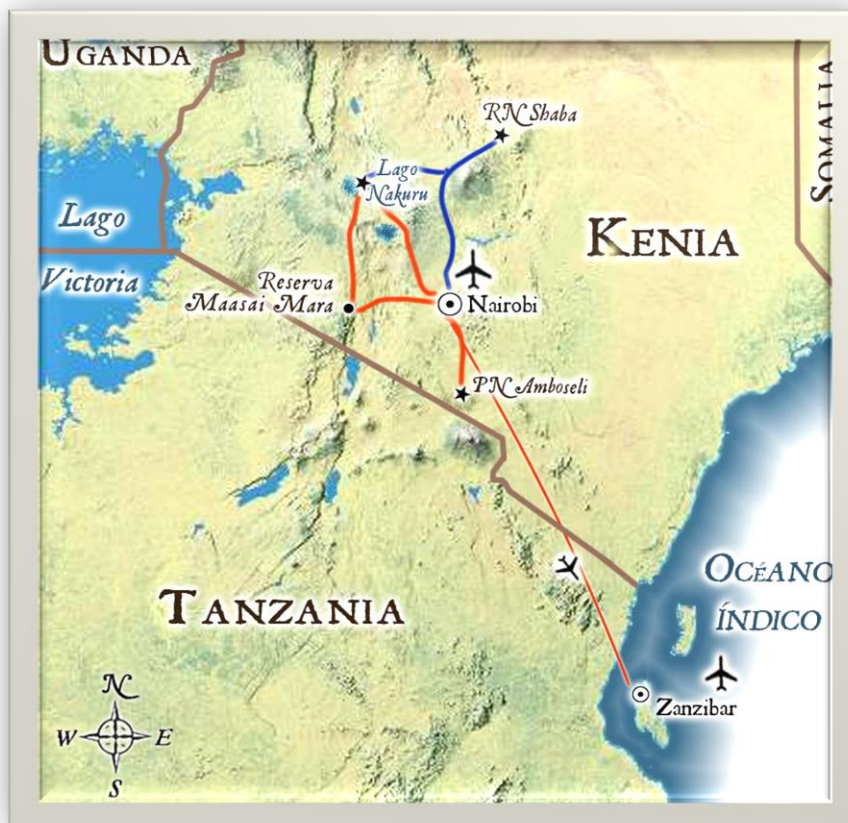 UGANDA
SOMALIA
RN Shaba
Lago
Nakuru
Lago
Victoria
KENIA
Reserva
Maasai Mara
Nairobi
PN Amboseli
TANZANIA
OCÉANO
ÍNDICO
Zanzibar
N
W E
S